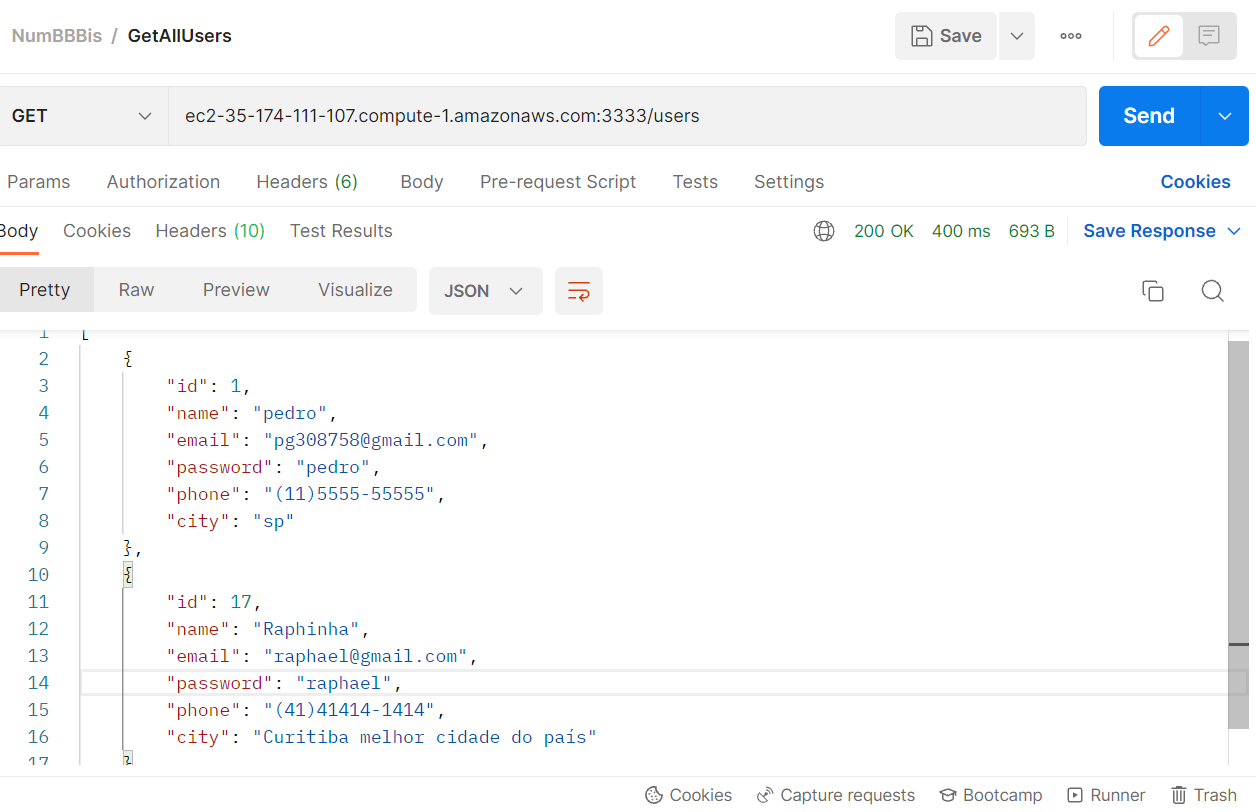 NumBBBis / GetAllUsers
Save
GET
ec2-35-174-111-107.compute-1.amazonaws.com:3333/users
Send
Params Authorization Headers (6) Body Pre-request Script Tests Settings Cookies
Body Cookies Headers (10) Test Results 200 OK 400 ms 693 B Save Response
Pretty Raw Preview Visualize JSON
1 [
2 {
3 "id": 1,
4 "name": "pedro",
5 "email": "pg308758@gmail.com",
6 "password": "pedro",
7 "phone": "(11)5555-55555",
8 "city": "sp"
9 },
10 {
11 "id": 17,
12 "name": "Raphinha",
13 "email": "raphael@gmail.com",
14 "password": "raphael",
15 "phone": "(41)41414-1414",
16 "city": "Curitiba melhor cidade do país"
17 }
Cookies Capture requests Bootcamp Runner Trash